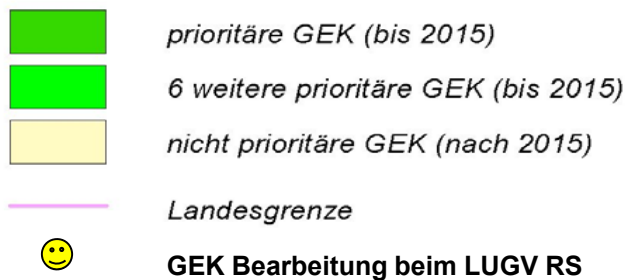 prioritäre GEK (bis 2015)
6 weitere prioritäre GEK (bis 2015)
nicht prioritäre GEK (nach 2015)
Landesgrenze
GEK Bearbeitung beim LUGV RS